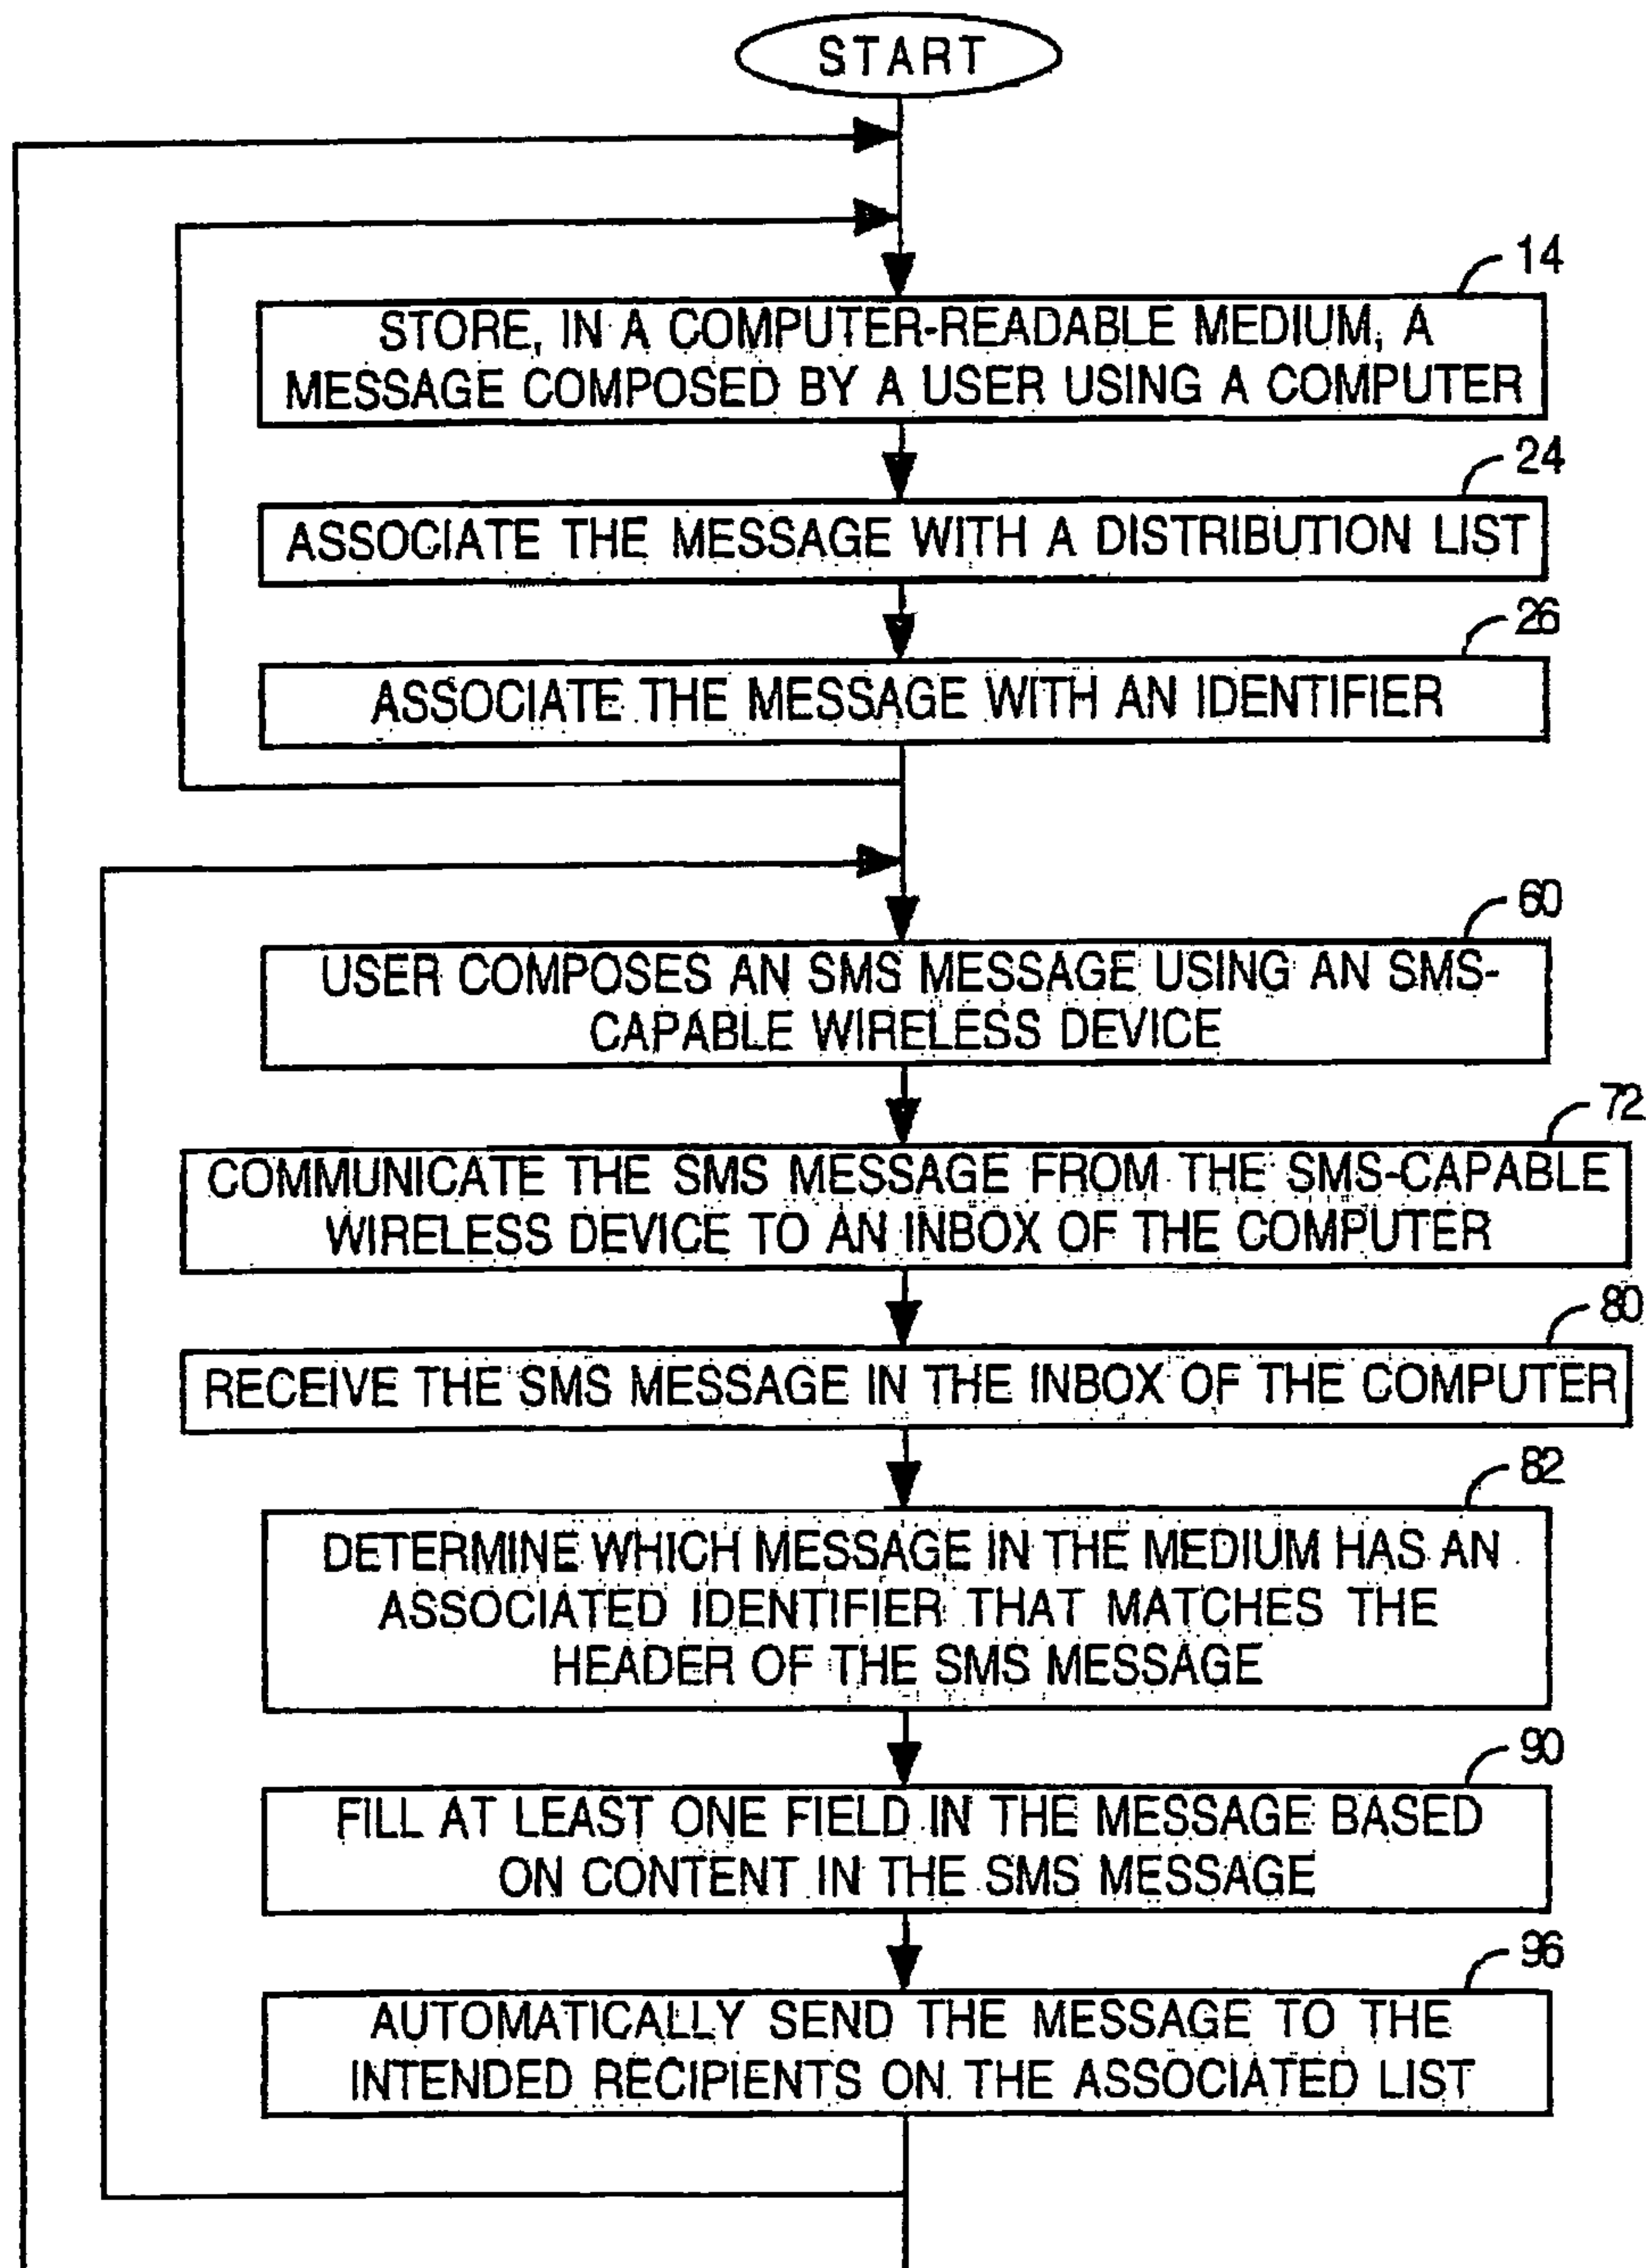 START
14
STORE, IN A COMPUTER-READABLE MEDIUM, A
MESSAGE COMPOSED BY A USER USING A COMPUTER
24
ASSOCIATE THE MESSAGE WITH A DISTRIBUTION LIST
26
ASSOCIATE THE MESSAGE WITH AN IDENTIFIER
60
USER COMPOSES AN SMS MESSAGE USING AN SMS-
CAPABLE WIRELESS DEVICE
72
COMMUNICATE THE SMS MESSAGE FROM THE SMS-CAPABLE
WIRELESS DEVICE TO AN INBOX OF THE COMPUTER
80
RECEIVE THE SMS MESSAGE IN THE INBOX OF THE COMPUTER
82
DETERMINE WHICH MESSAGE IN THE MEDIUM HAS AN
ASSOCIATED IDENTIFIER THAT MATCHES THE
HEADER OF THE SMS MESSAGE
90
FILL AT LEAST ONE FIELD IN THE MESSAGE BASED
ON CONTENT IN THE SMS MESSAGE
96
AUTOMATICALLY SEND THE MESSAGE TO THE
INTENDED RECIPIENTS ON THE ASSOCIATED LIST